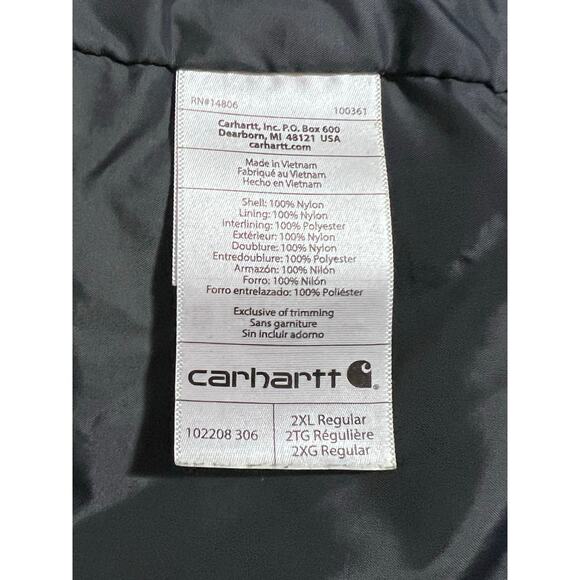 RN#14806 100361
Carhartt, Inc. P.O. Box 600
Dearborn, MI 48121 USA
carhartt.com
Made in Vietnam
Fabriqué au Vietnam
Hecho en Vietnam
Shell: 100% Nylon
Lining: 100% Nylon
Interlining: 100% Polyester
Extérieur: 100% Nylon
Doublure: 100% Nylon
Entredoublure: 100% Polyester
Armazón: 100% Nilón
Forro: 100% Nilón
Forro entrelazado: 100% Poliéster
Exclusive of trimming
Sans garniture
Sin incluir adorno
carhartt
102208 306
2XL Regular
2TG Régulière
2XG Regular